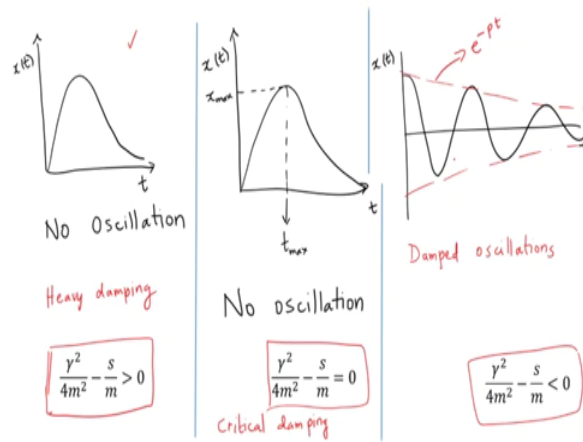 x(t)
t
No Oscillation
Heavy damping
γ²/4m² - s/m > 0
x(t)
x_max
t
t_max
No oscillation
γ²/4m² - s/m = 0
Critical damping
e^-pt
x(t)
t
Damped oscillations
γ²/4m² - s/m < 0